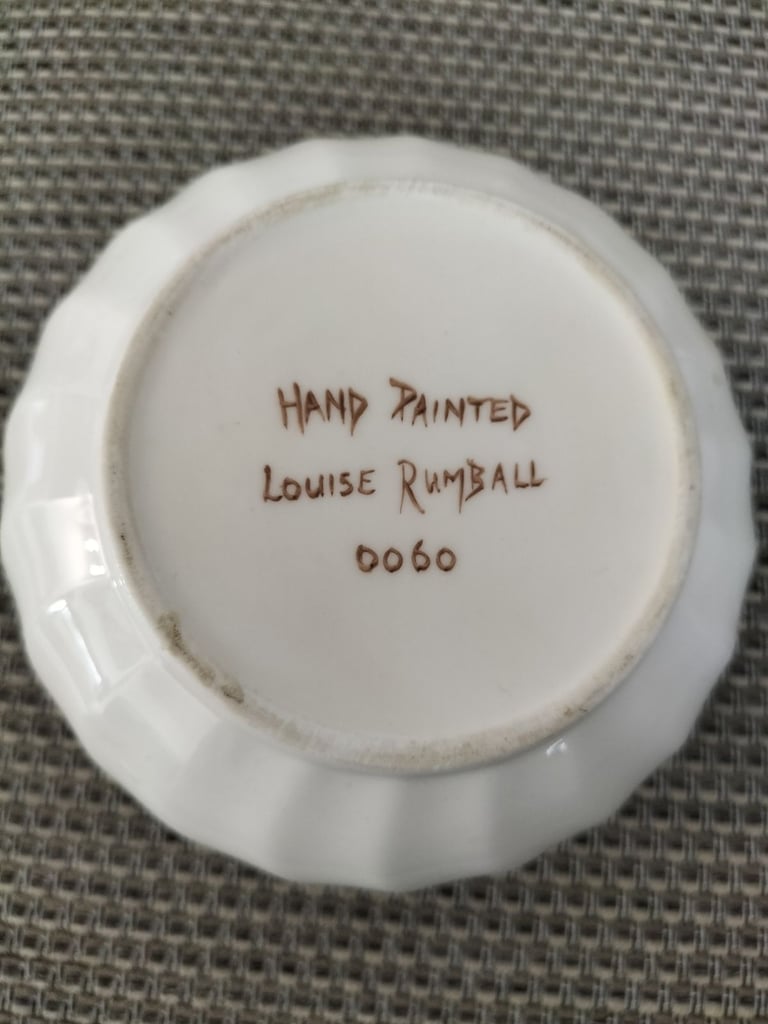 HAND PAINTED
LOUISE RUMBALL
0060